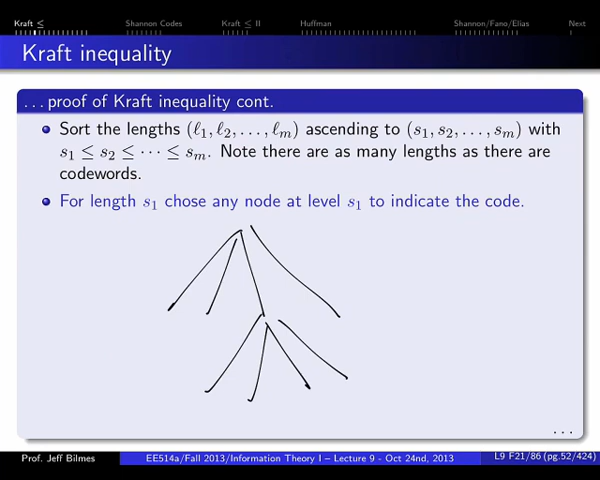 Kraft ≤ Shannon Codes Kraft ≤ II Huffman Shannon/Fano/Elias Next
Kraft inequality
...proof of Kraft inequality cont.
Sort the lengths (ℓ₁, ℓ₂, ..., ℓₘ) ascending to (s₁, s₂, ..., sₘ) with
s₁ ≤ s₂ ≤ ··· ≤ sₘ. Note there are as many lengths as there are
codewords.
For length s₁ chose any node at level s₁ to indicate the code.
...
Prof. Jeff Bilmes EE514a/Fall 2013/Information Theory I – Lecture 9 - Oct 24nd, 2013 L9 F21/86 (pg.52/424)